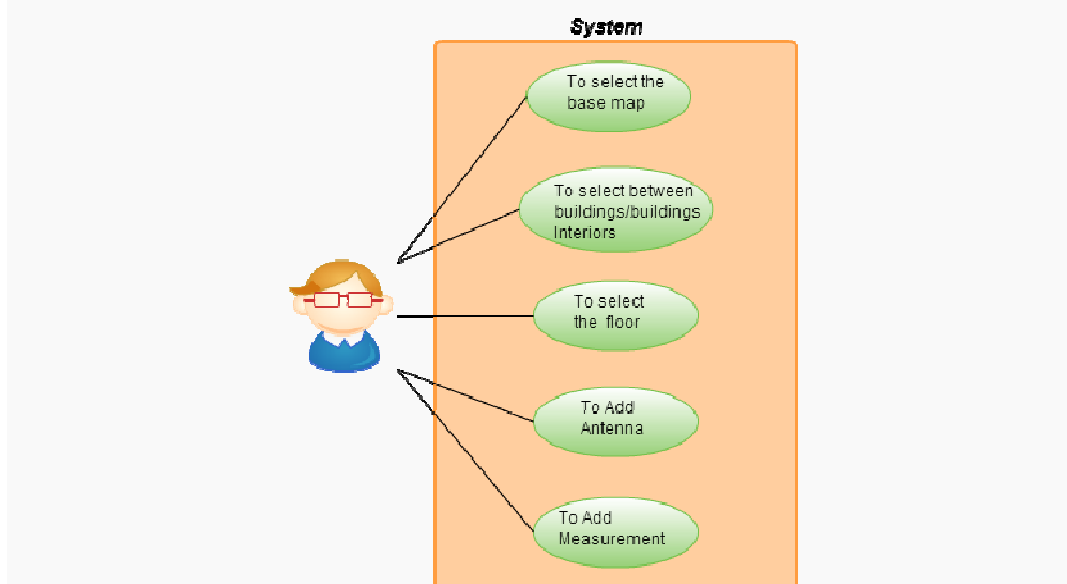 System
To select the
base map
To select between
buildings/buildings
Interiors
To select
the floor
To Add
Antenna
To Add
Measurement